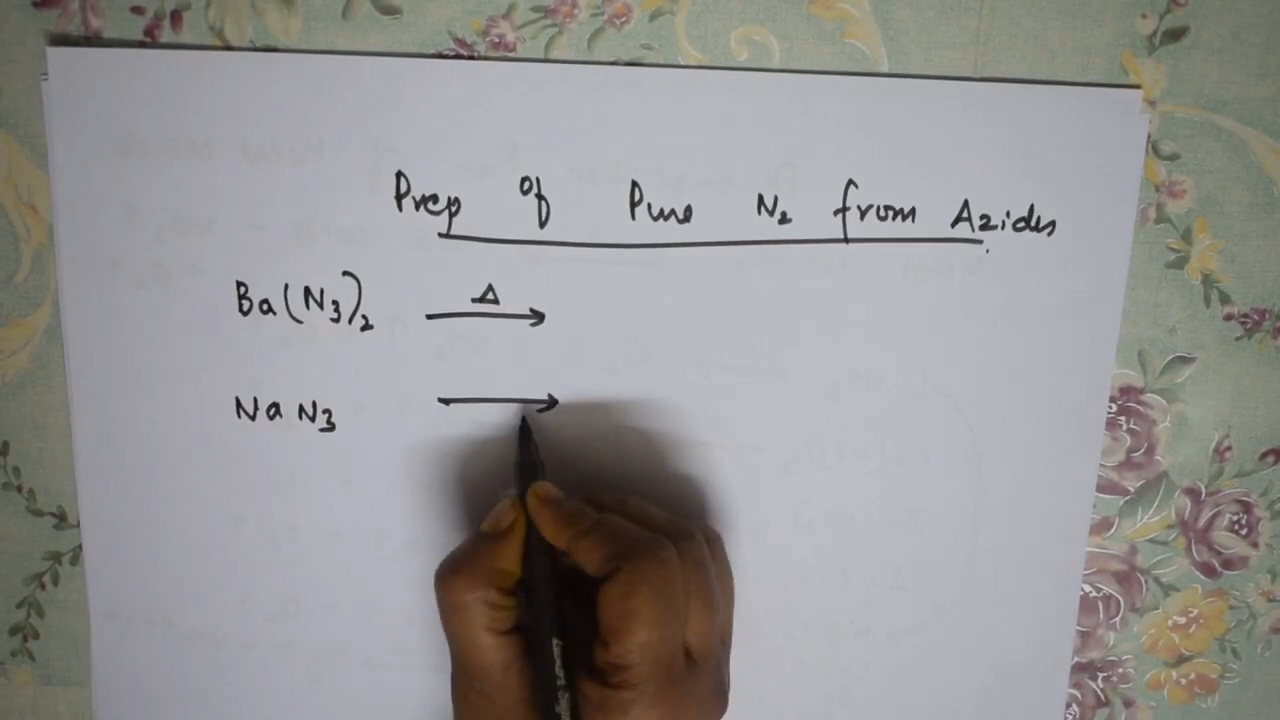 Prep of Pure N₂ from Azides
Ba(N₃)₂ Δ →
NaN₃ →